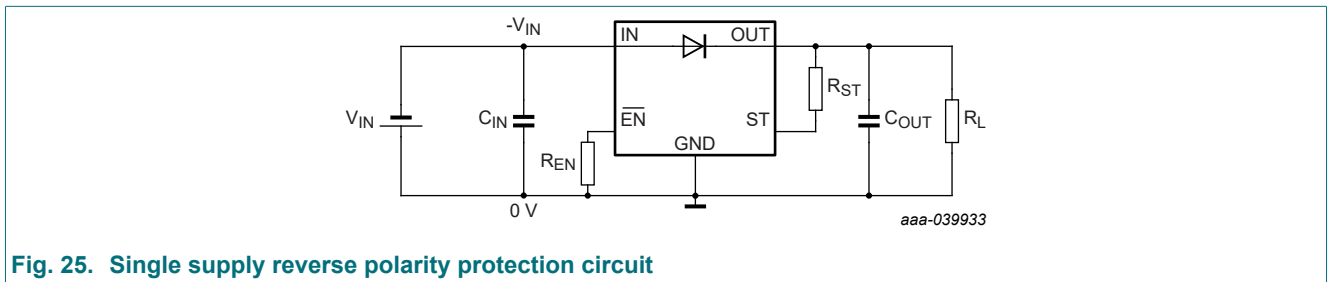 -VIN
IN
OUT
RST
VIN
CIN
EN
ST
COUT
RL
GND
REN
0 V
aaa-039933
Fig. 25. Single supply reverse polarity protection circuit